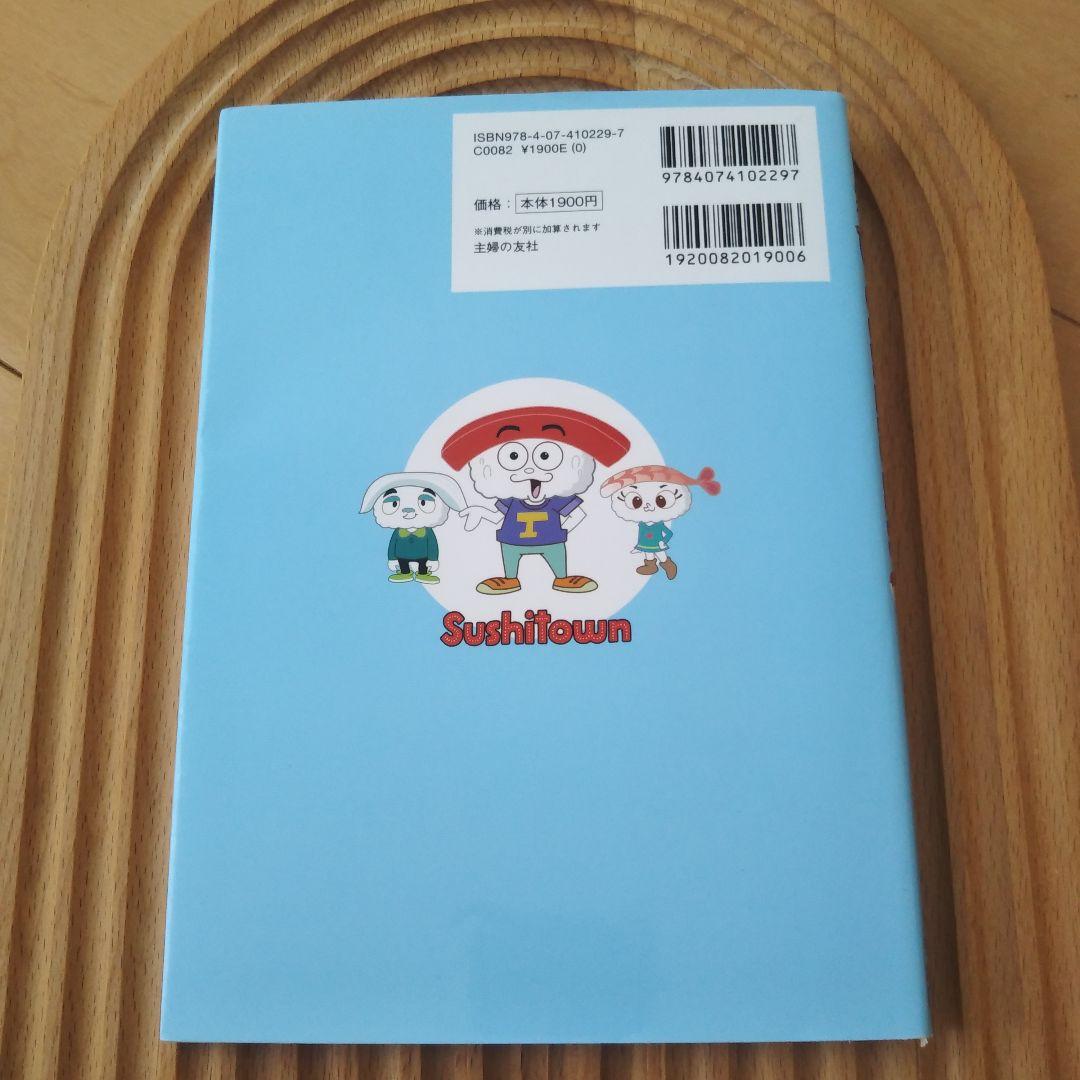 ISBN978-4-07-410229-7
C0082 ¥1900E (0)
9784074102297
価格： 本体1900円
※消費税が別に加算されます
主婦の友社
1920082019006
T
Sushitown